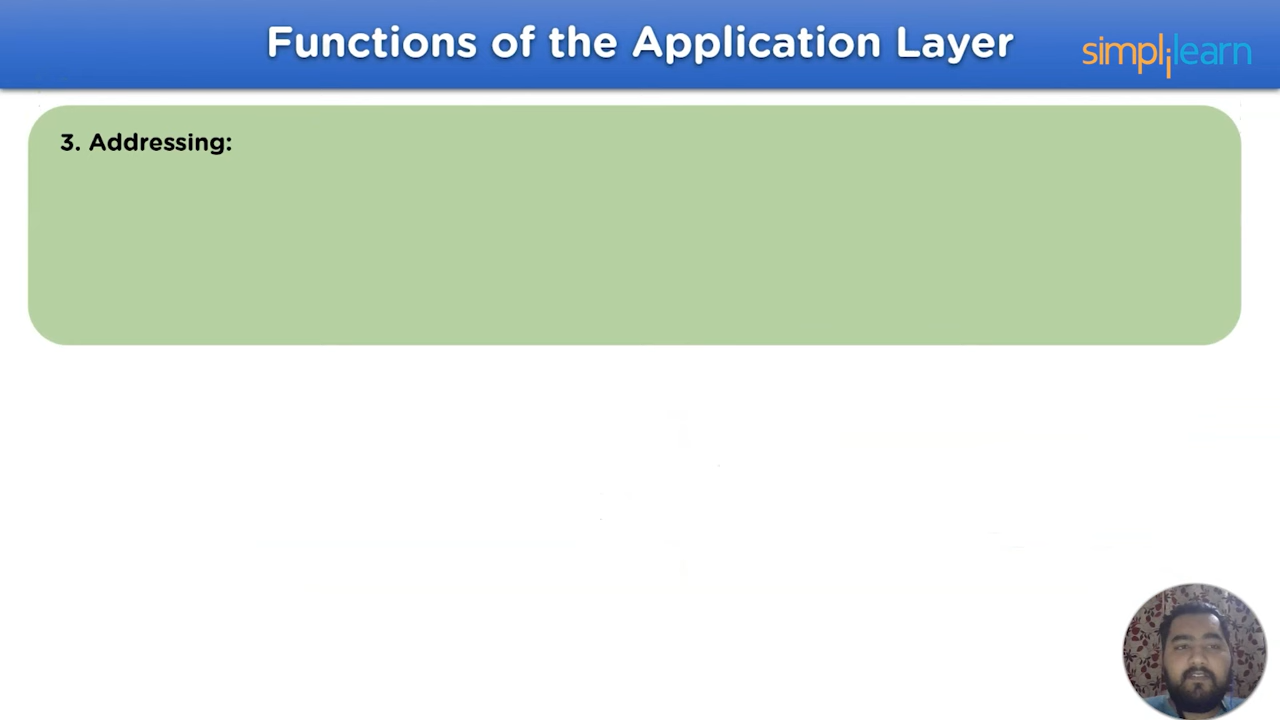 Functions of the Application Layer
simplilearn
3. Addressing: